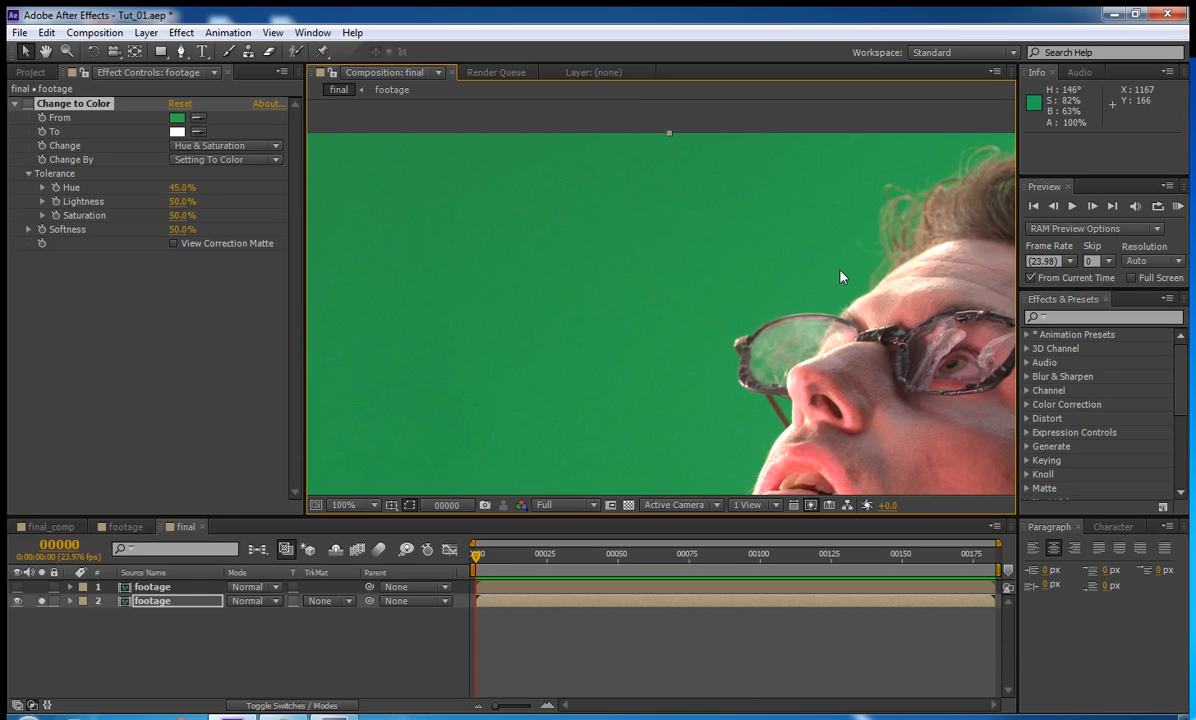 Adobe After Effects - Tut_01.aep *
File Edit Composition Layer Effect Animation View Window Help
Workspace: Standard Search Help
Project Effect Controls: footage Composition: final Render Queue Layer: (none) Info Audio
final • footage
final footage
Change to Color Reset About...
From
To
Change Hue & Saturation
Change By Setting To Color
Tolerance
Hue 45.0%
Lightness 50.0%
Saturation 50.0%
Softness 50.0%
View Correction Matte
H : 146°
S : 82%
B : 63%
A : 100%
X : 1167
Y : 166
Preview
RAM Preview Options
Frame Rate Skip Resolution
(23.98) 0 Auto
From Current Time Full Screen
Effects & Presets
* Animation Presets
3D Channel
Audio
Blur & Sharpen
Channel
Color Correction
Distort
Expression Controls
Generate
Keying
Knoll
Matte
100% 00000 Full Active Camera 1 View +0.0
final_comp footage final
00000
0:00:00:00 (23.976 fps)
00025 00050 00075 00100 00125 00150 00175
# Source Name Mode T TrkMat Parent
1 footage Normal None
2 footage Normal None None
Toggle Switches / Modes
Paragraph Character
0 px 0 px 0 px
0 px 0 px